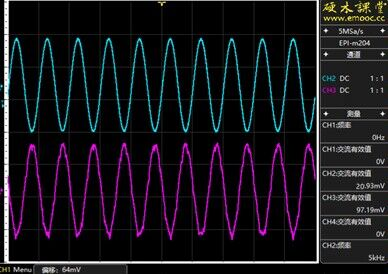 硬木课堂
www.emooc.cc
5MSa/s
EPI-m204
通道
CH2 DC 1 : 1
CH3 DC 1 : 1
测量
CH1:频率
0Hz
CH1:交流有效值
0V
CH2:交流有效值
20.93mV
CH3:交流有效值
97.19mV
CH4:交流有效值
0V
CH2:频率
5kHz
CH1 Menu 偏移: 64mV